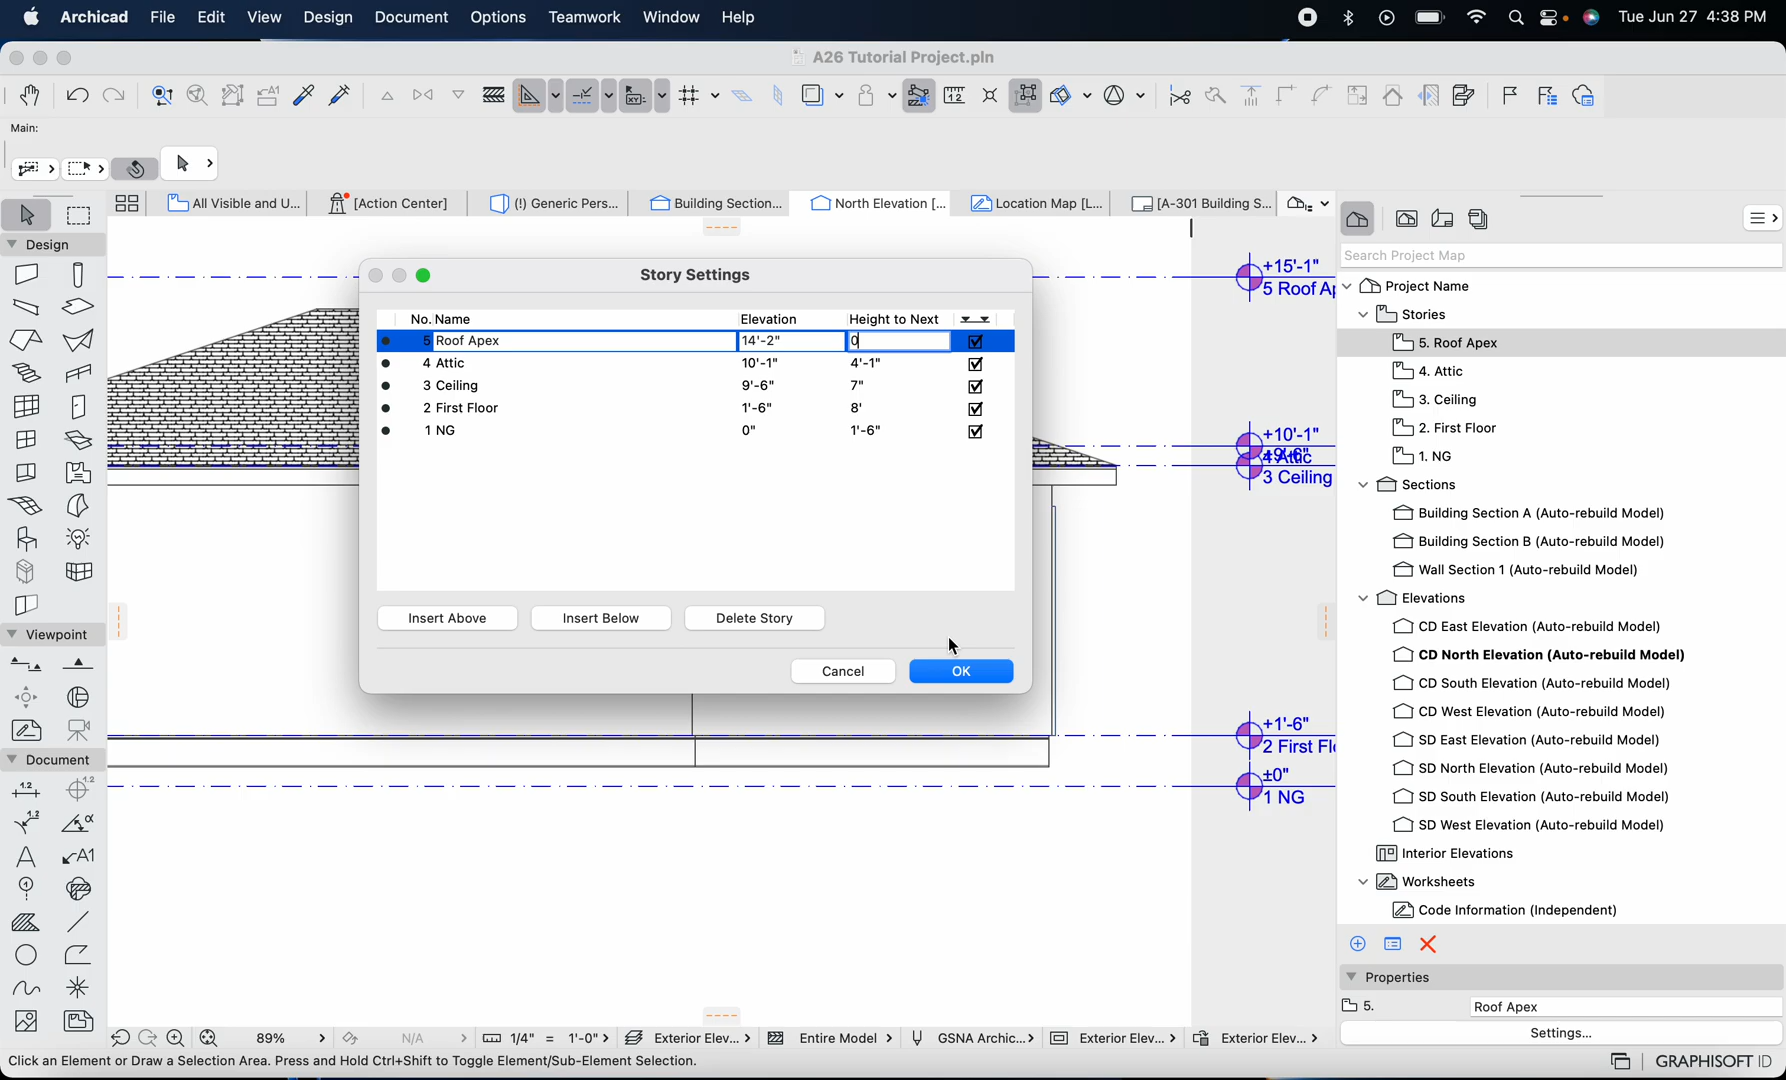 Archicad File Edit View Design Document Options Teamwork Window Help Tue Jun 27 4:38 PM
A26 Tutorial Project.pln
Main:
All Visible and U... [Action Center] (!) Generic Pers... Building Section... North Elevation [... Location Map [L... [A-301 Building S...
Design
Viewpoint
Document
Story Settings
No. Name Elevation Height to Next
5 Roof Apex 14'-2" 0
4 Attic 10'-1" 4'-1"
3 Ceiling 9'-6" 7"
2 First Floor 1'-6" 8'
1 NG 0" 1'-6"
Insert Above Insert Below Delete Story
Cancel OK
+15'-1"
5 Roof Ap
+10'-1"
4 Attic
3 Ceiling
+1'-6"
2 First Fl
±0"
1 NG
Search Project Map
Project Name
Stories
5. Roof Apex
4. Attic
3. Ceiling
2. First Floor
1. NG
Sections
Building Section A (Auto-rebuild Model)
Building Section B (Auto-rebuild Model)
Wall Section 1 (Auto-rebuild Model)
Elevations
CD East Elevation (Auto-rebuild Model)
CD North Elevation (Auto-rebuild Model)
CD South Elevation (Auto-rebuild Model)
CD West Elevation (Auto-rebuild Model)
SD East Elevation (Auto-rebuild Model)
SD North Elevation (Auto-rebuild Model)
SD South Elevation (Auto-rebuild Model)
SD West Elevation (Auto-rebuild Model)
Interior Elevations
Worksheets
Code Information (Independent)
Properties
5. Roof Apex
Settings...
89% N/A 1/4" = 1'-0" Exterior Elev... Entire Model GSNA Archic... Exterior Elev... Exterior Elev...
Click an Element or Draw a Selection Area. Press and Hold Ctrl+Shift to Toggle Element/Sub-Element Selection.
GRAPHISOFT ID